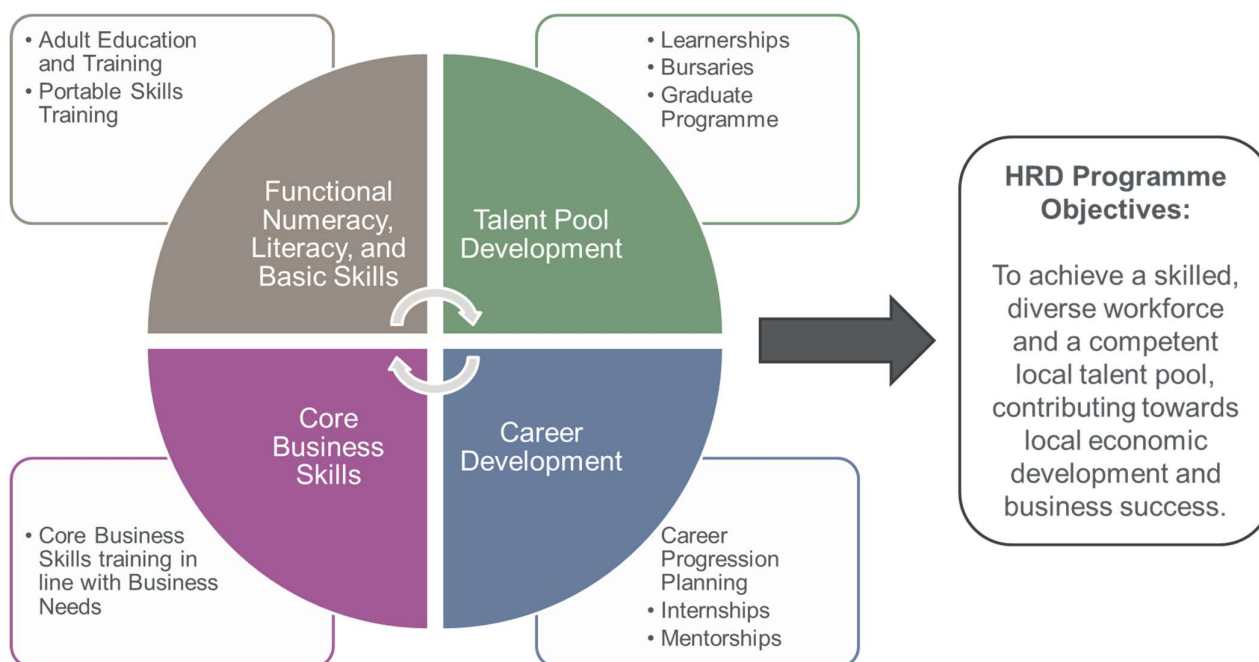 • Adult Education
and Training
• Portable Skills
Training
• Learnerships
• Bursaries
• Graduate
Programme
Functional
Numeracy,
Literacy, and
Basic Skills
Talent Pool
Development
Core
Business
Skills
Career
Development
• Core Business
Skills training in
line with Business
Needs
Career
Progression
Planning
• Internships
• Mentorships
HRD Programme
Objectives:
To achieve a skilled,
diverse workforce
and a competent
local talent pool,
contributing towards
local economic
development and
business success.